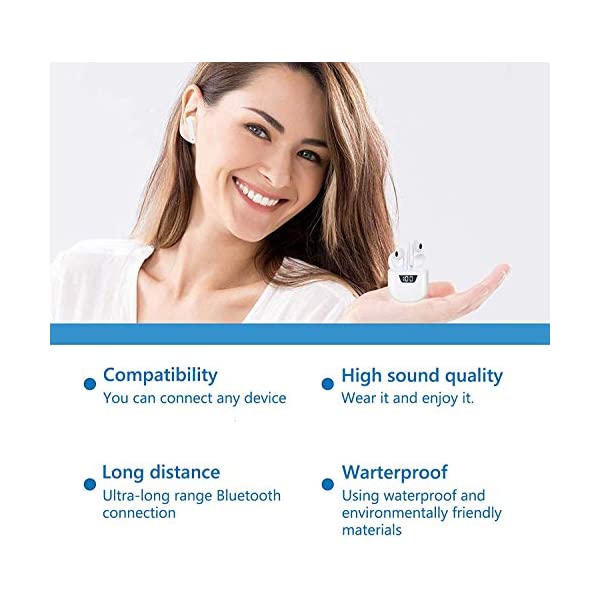 100
Compatibility
You can connect any device
High sound quality
Wear it and enjoy it.
Long distance
Ultra-long range Bluetooth
connection
Warterproof
Using waterproof and
environmentally friendly
materials